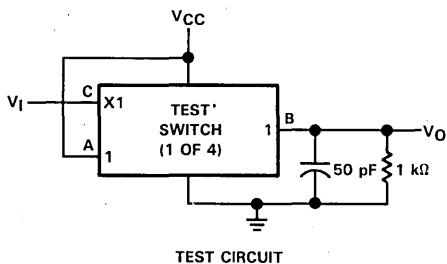 VCC
VI
C
X1
TEST'
SWITCH
(1 OF 4)
A
1
1
B
VO
50 pF
1 kΩ
TEST CIRCUIT